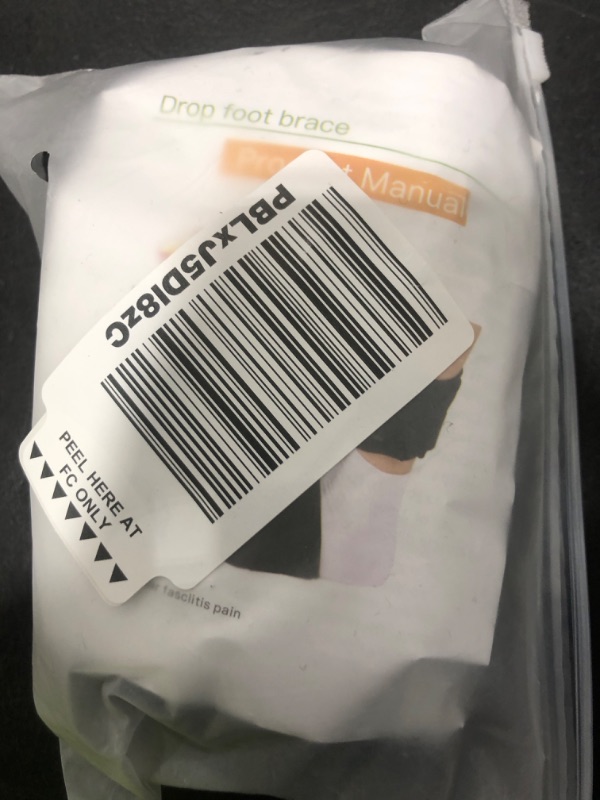 Drop foot brace
Manual
PBLxJ5DI8zC
PEEL HERE AT
FC ONLY
fasciitis pain